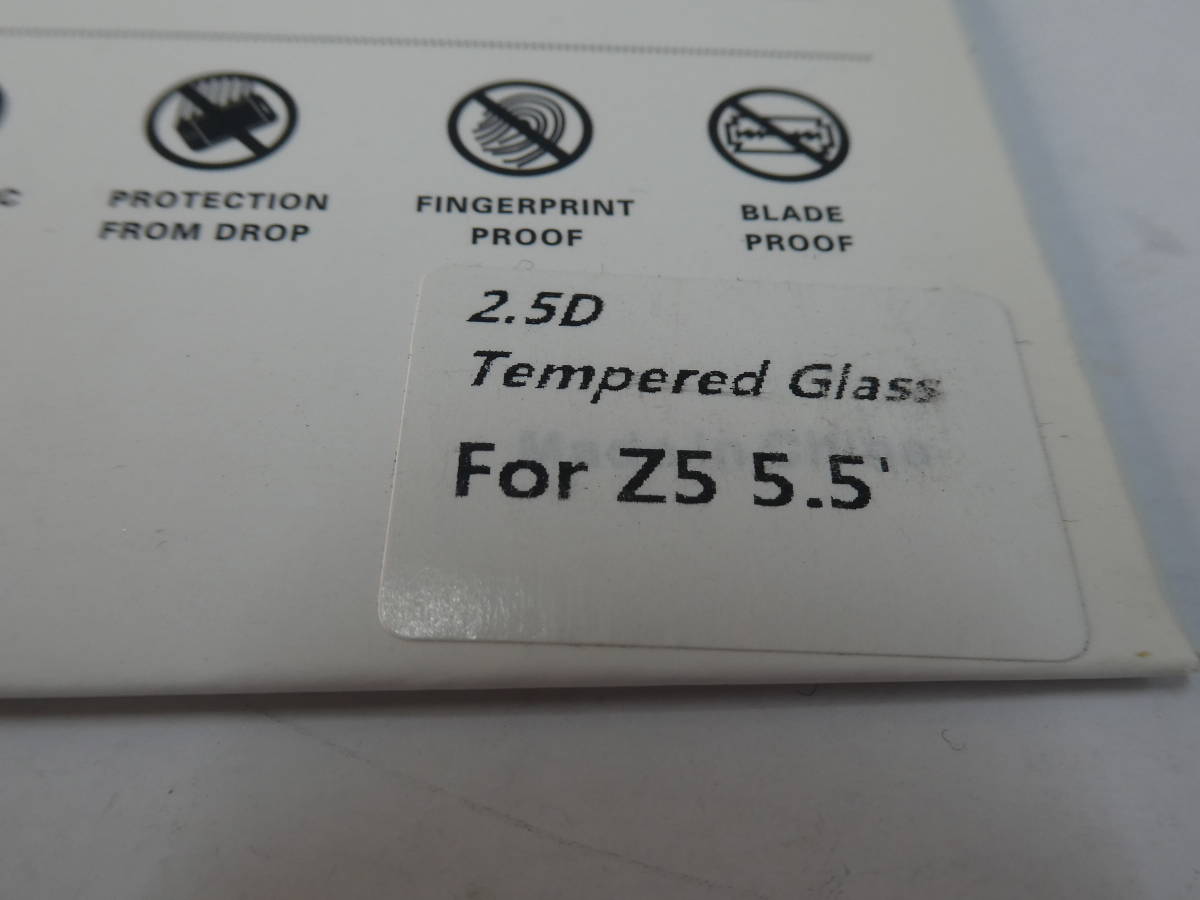 C
PROTECTION
FROM DROP
FINGERPRINT
PROOF
BLADE
PROOF
2.5D
Tempered Glass
For Z5 5.5'